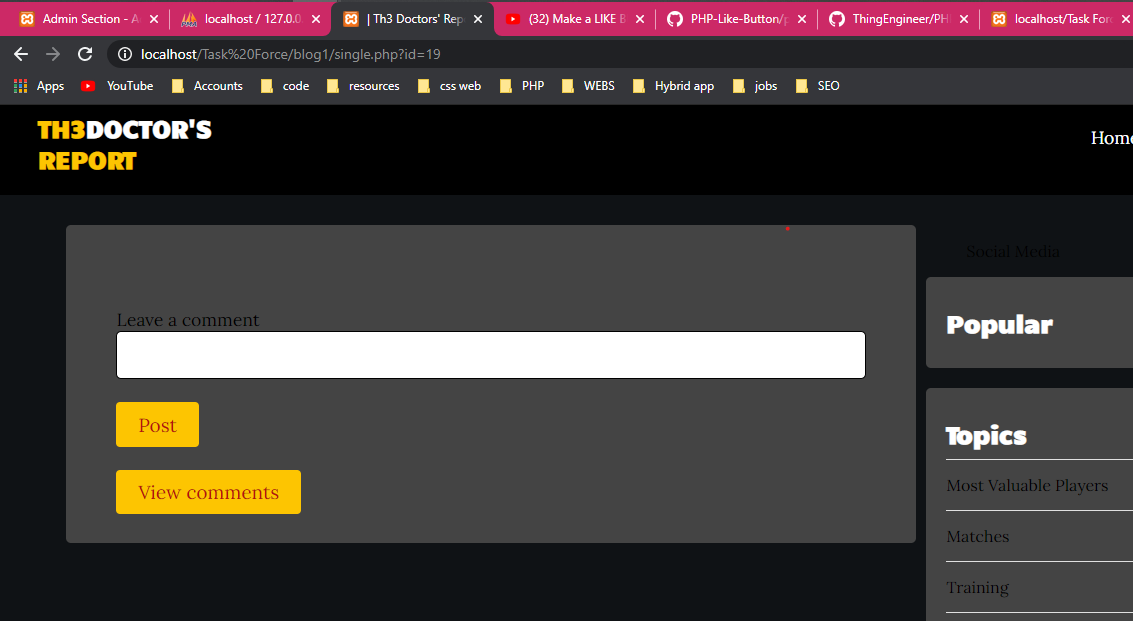 Admin Section - A
localhost / 127.0.0
| Th3 Doctors' Rep
(32) Make a LIKE B
PHP-Like-Button/p
ThingEngineer/PH
localhost/Task For
localhost/Task%20Force/blog1/single.php?id=19
Apps YouTube Accounts code resources css web PHP WEBS Hybrid app jobs SEO
TH3DOCTOR'S
REPORT
Home
Social Media
Leave a comment
Popular
Post
Topics
View comments
Most Valuable Players
Matches
Training